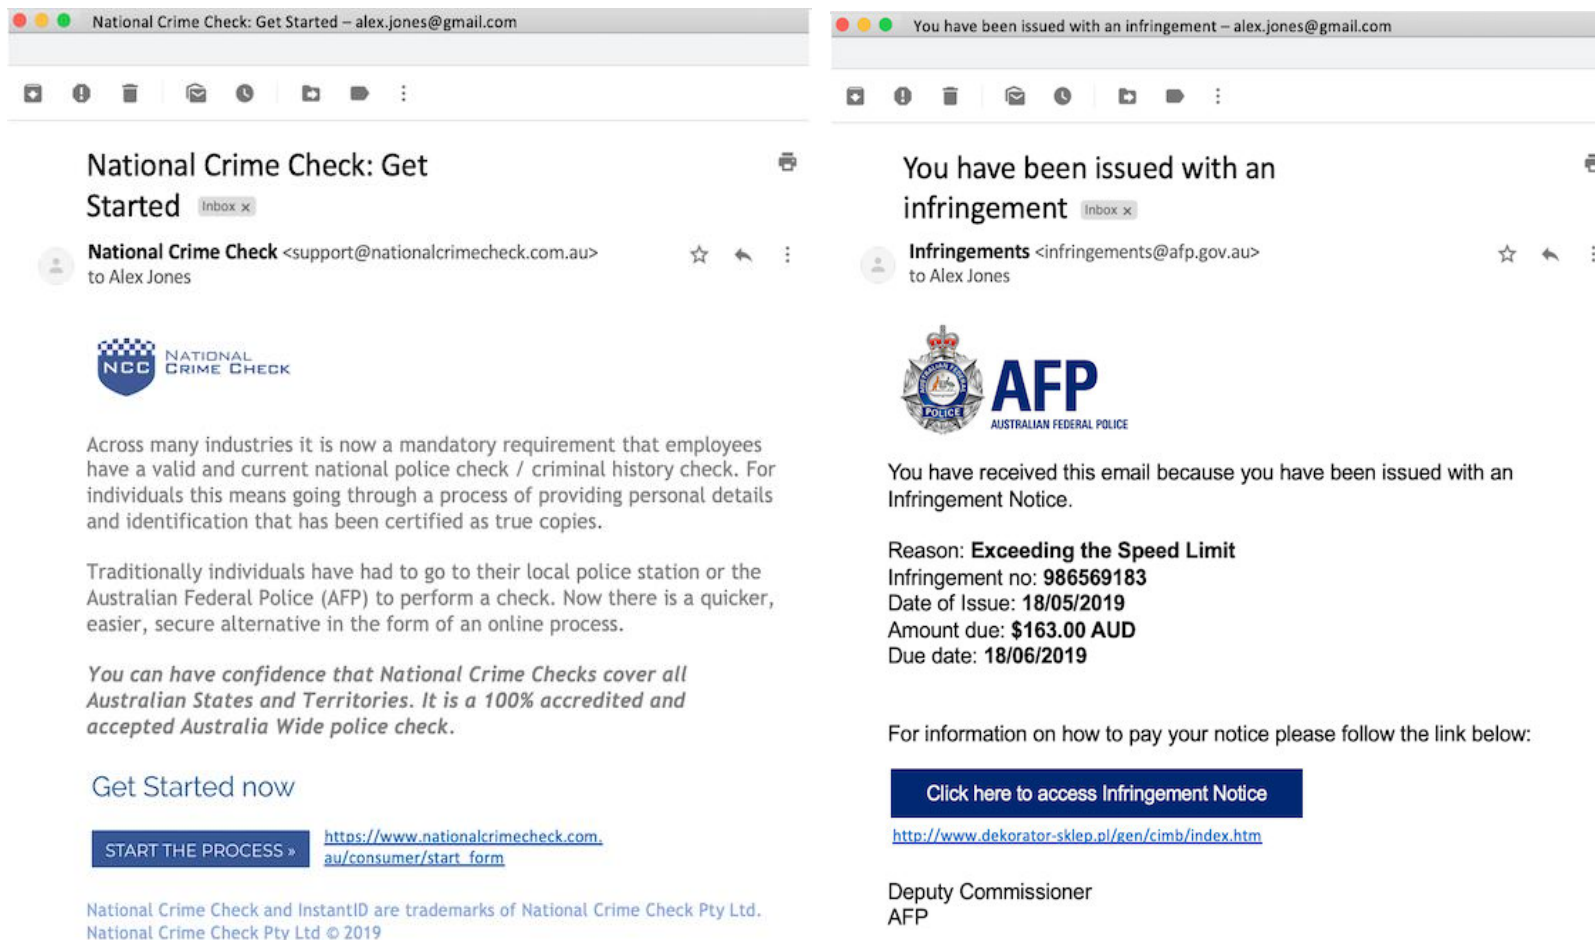 National Crime Check: Get Started – alex.jones@gmail.com
National Crime Check: Get
Started Inbox x
National Crime Check <support@nationalcrimecheck.com.au>
to Alex Jones
NCC NATIONAL
CRIME CHECK
Across many industries it is now a mandatory requirement that employees
have a valid and current national police check / criminal history check. For
individuals this means going through a process of providing personal details
and identification that has been certified as true copies.
Traditionally individuals have had to go to their local police station or the
Australian Federal Police (AFP) to perform a check. Now there is a quicker,
easier, secure alternative in the form of an online process.
You can have confidence that National Crime Checks cover all
Australian States and Territories. It is a 100% accredited and
accepted Australia Wide police check.
Get Started now
START THE PROCESS »
https://www.nationalcrimecheck.com.
au/consumer/start_form
National Crime Check and InstantID are trademarks of National Crime Check Pty Ltd.
National Crime Check Pty Ltd © 2019
You have been issued with an infringement – alex.jones@gmail.com
You have been issued with an
infringement Inbox x
Infringements <infringements@afp.gov.au>
to Alex Jones
AUSTRALIAN FEDERAL
POLICE
AFP
AUSTRALIAN FEDERAL POLICE
You have received this email because you have been issued with an
Infringement Notice.
Reason: Exceeding the Speed Limit
Infringement no: 986569183
Date of Issue: 18/05/2019
Amount due: $163.00 AUD
Due date: 18/06/2019
For information on how to pay your notice please follow the link below:
Click here to access Infringement Notice
http://www.dekorator-sklep.pl/gen/cimb/index.htm
Deputy Commissioner
AFP